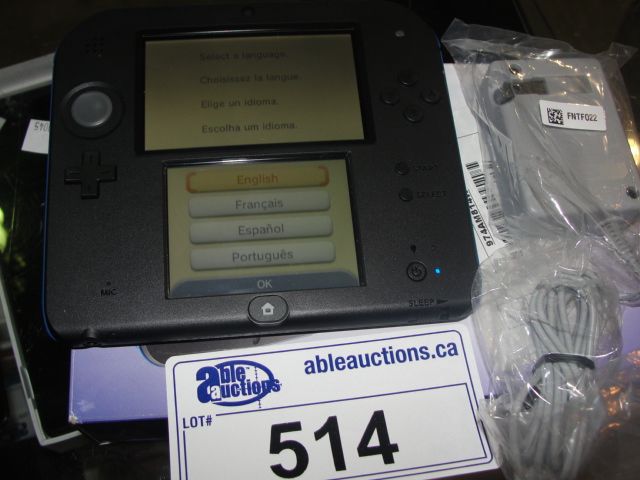 Select a language.
Choisissez la langue.
Elige un idioma.
Escolha um idioma.
English
Français
Español
Português
OK
START
SELECT
MIC
SLEEP
FNTF022
able auctions
ableauctions.ca
LOT#
514